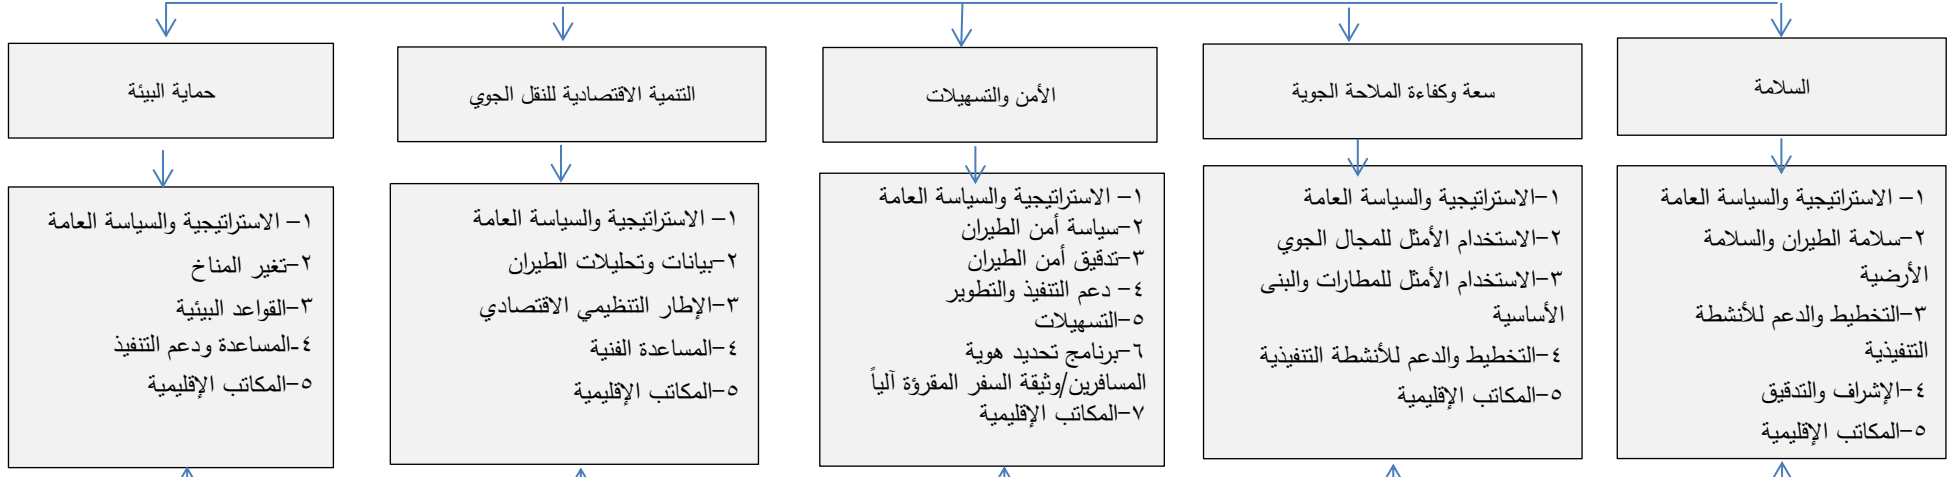 السلامة
سعة وكفاءة الملاحة الجوية
الأمن والتسهيلات
التنمية الاقتصادية للنقل الجوي
حماية البيئة
١– الاستراتيجية والسياسة العامة
٢–سلامة الطيران والسلامة
الأرضية
٣–التخطيط والدعم للأنشطة
التنفيذية
٤–الإشراف والتدقيق
٥–المكاتب الإقليمية
١–الاستراتيجية والسياسة العامة
٢–الاستخدام الأمثل للمجال الجوي
٣–الاستخدام الأمثل للمطارات والبنى
الأساسية
٤–التخطيط والدعم للأنشطة التنفيذية
٥–المكاتب الإقليمية
١– الاستراتيجية والسياسة العامة
٢–سياسة أمن الطيران
٣–تدقيق أمن الطيران
٤– دعم التنفيذ والتطوير
٥–التسهيلات
٦–برنامج تحديد هوية
المسافرين/وثيقة السفر المقرؤة آلياً
٧–المكاتب الإقليمية
١– الاستراتيجية والسياسة العامة
٢–بيانات وتحليلات الطيران
٣–الإطار التنظيمي الاقتصادي
٤–المساعدة الفنية
٥–المكاتب الإقليمية
١– الاستراتيجية والسياسة العامة
٢–تغير المناخ
٣–القواعد البيئية
٤-المساعدة ودعم التنفيذ
٥–المكاتب الإقليمية